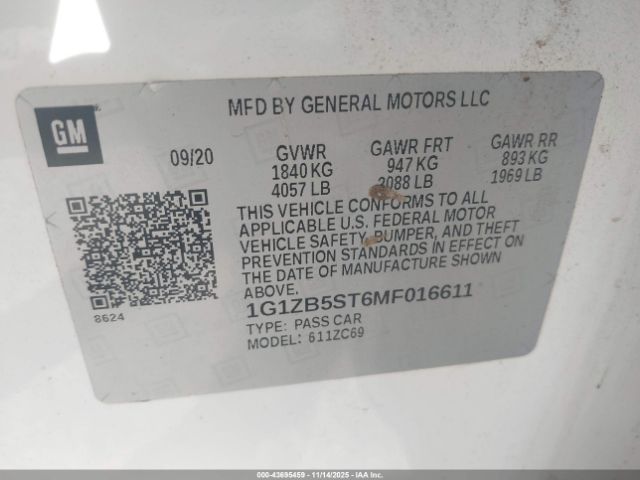 GM
MFD BY GENERAL MOTORS LLC
09/20 GVWR GAWR FRT GAWR RR
1840 KG 947 KG 893 KG
4057 LB 2088 LB 1969 LB
THIS VEHICLE CONFORMS TO ALL
APPLICABLE U.S. FEDERAL MOTOR
VEHICLE SAFETY, BUMPER, AND THEFT
PREVENTION STANDARDS IN EFFECT ON
THE DATE OF MANUFACTURE SHOWN
ABOVE.
8624
1G1ZB5ST6MF016611
TYPE: PASS CAR
MODEL: 611ZC69
000-43695459 - 11/14/2025 - IAAI.COM